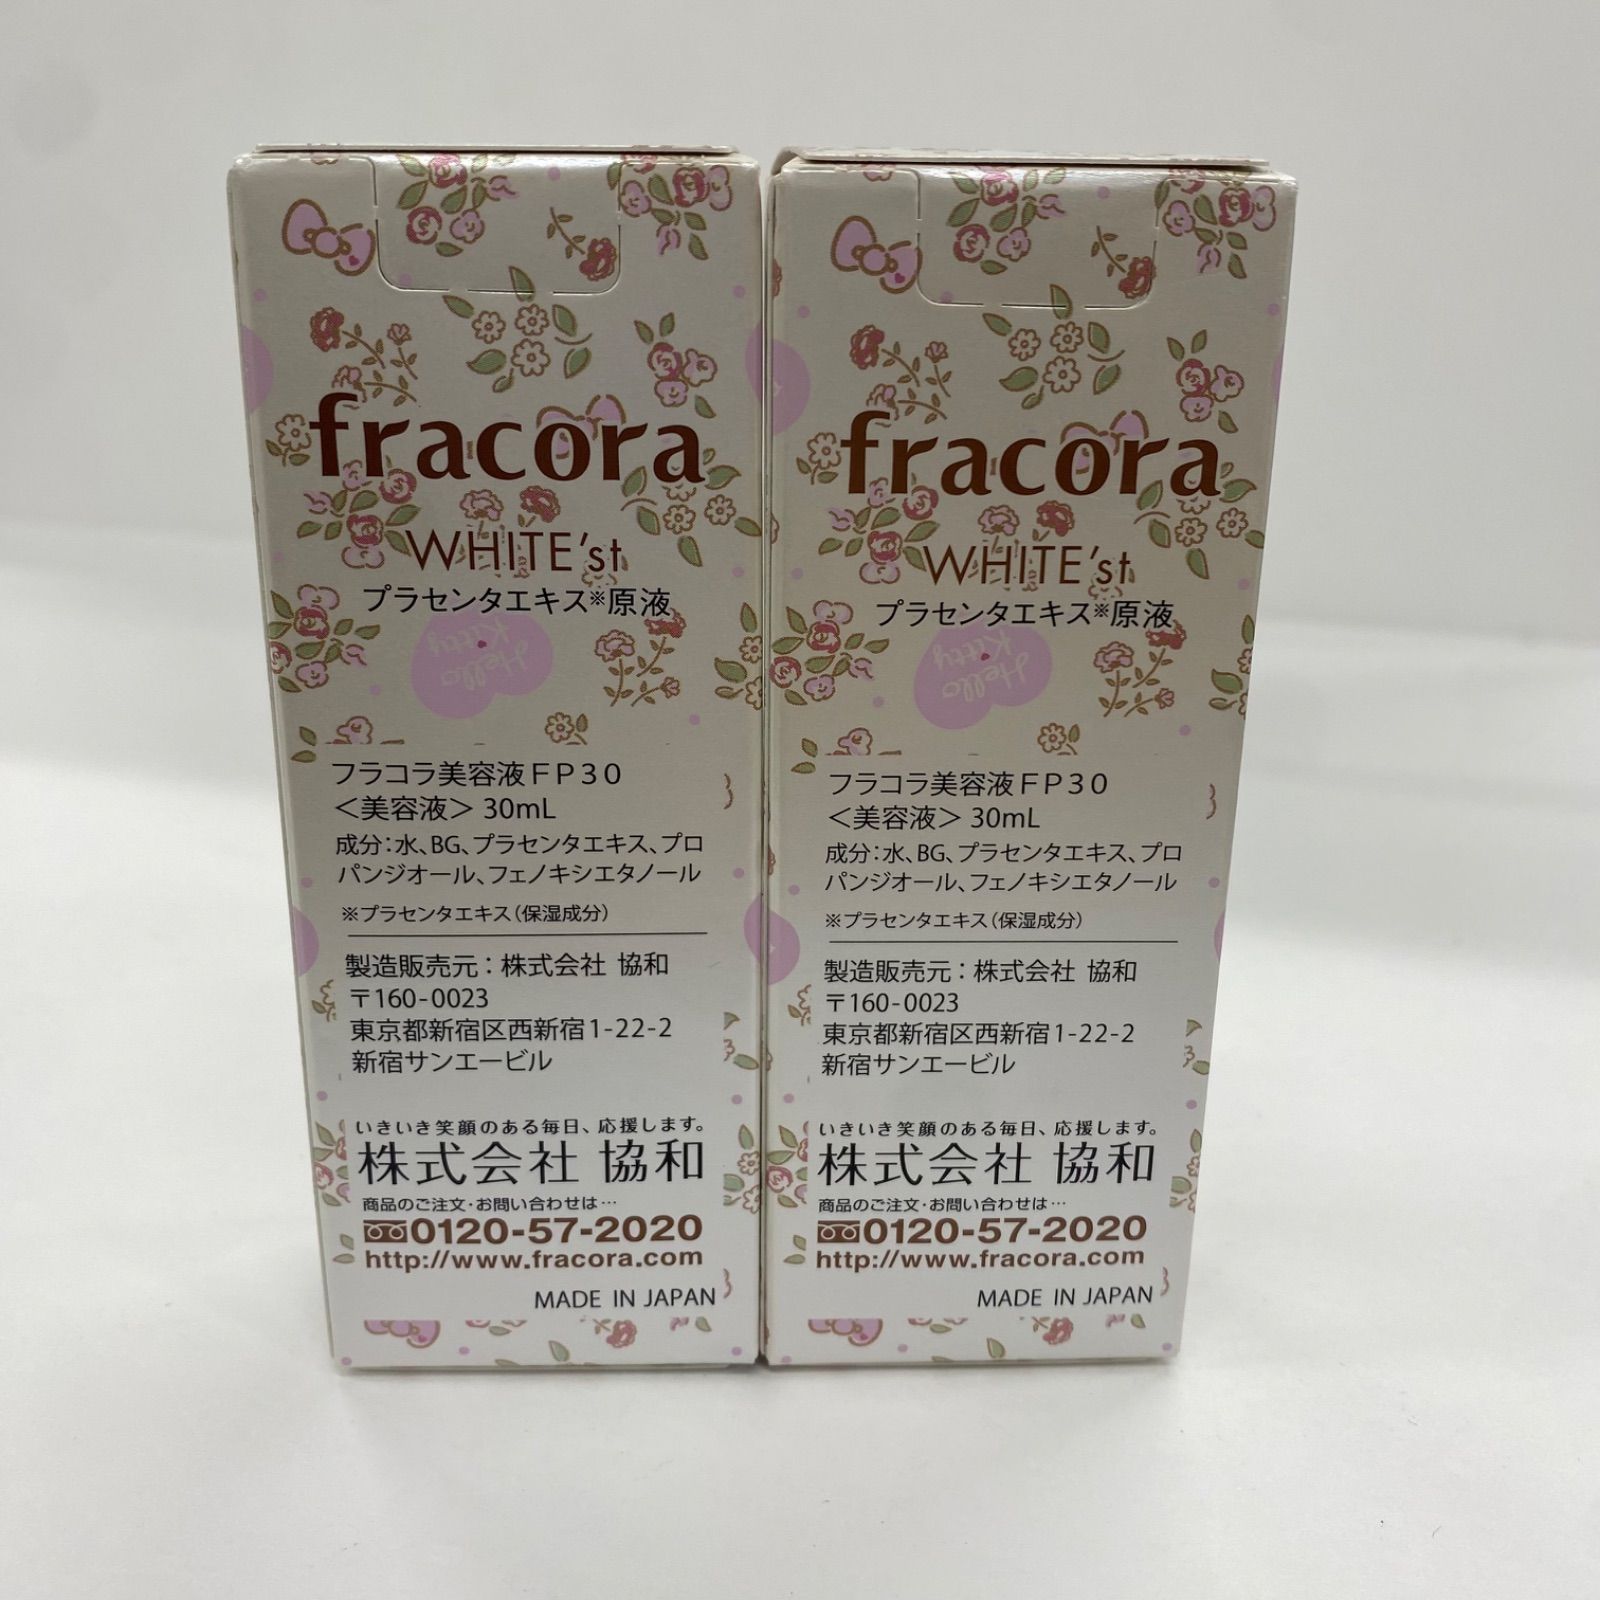 fracora
WHITE'st
プラセンタエキス※原液
Hello
Kitty
フラコラ美容液FP30
＜美容液＞ 30mL
成分：水、BG、プラセンタエキス、プロ
パンジオール、フェノキシエタノール
※プラセンタエキス（保湿成分）
製造販売元：株式会社 協和
〒160-0023
東京都新宿区西新宿1-22-2
新宿サンエービル
いきいき笑顔のある毎日、応援します。
株式会社 協和
商品のご注文・お問い合わせは…
0120-57-2020
http://www.fracora.com
MADE IN JAPAN
fracora
WHITE'st
プラセンタエキス※原液
Hello
Kitty
フラコラ美容液FP30
＜美容液＞ 30mL
成分：水、BG、プラセンタエキス、プロ
パンジオール、フェノキシエタノール
※プラセンタエキス（保湿成分）
製造販売元：株式会社 協和
〒160-0023
東京都新宿区西新宿1-22-2
新宿サンエービル
いきいき笑顔のある毎日、応援します。
株式会社 協和
商品のご注文・お問い合わせは…
0120-57-2020
http://www.fracora.com
MADE IN JAPAN